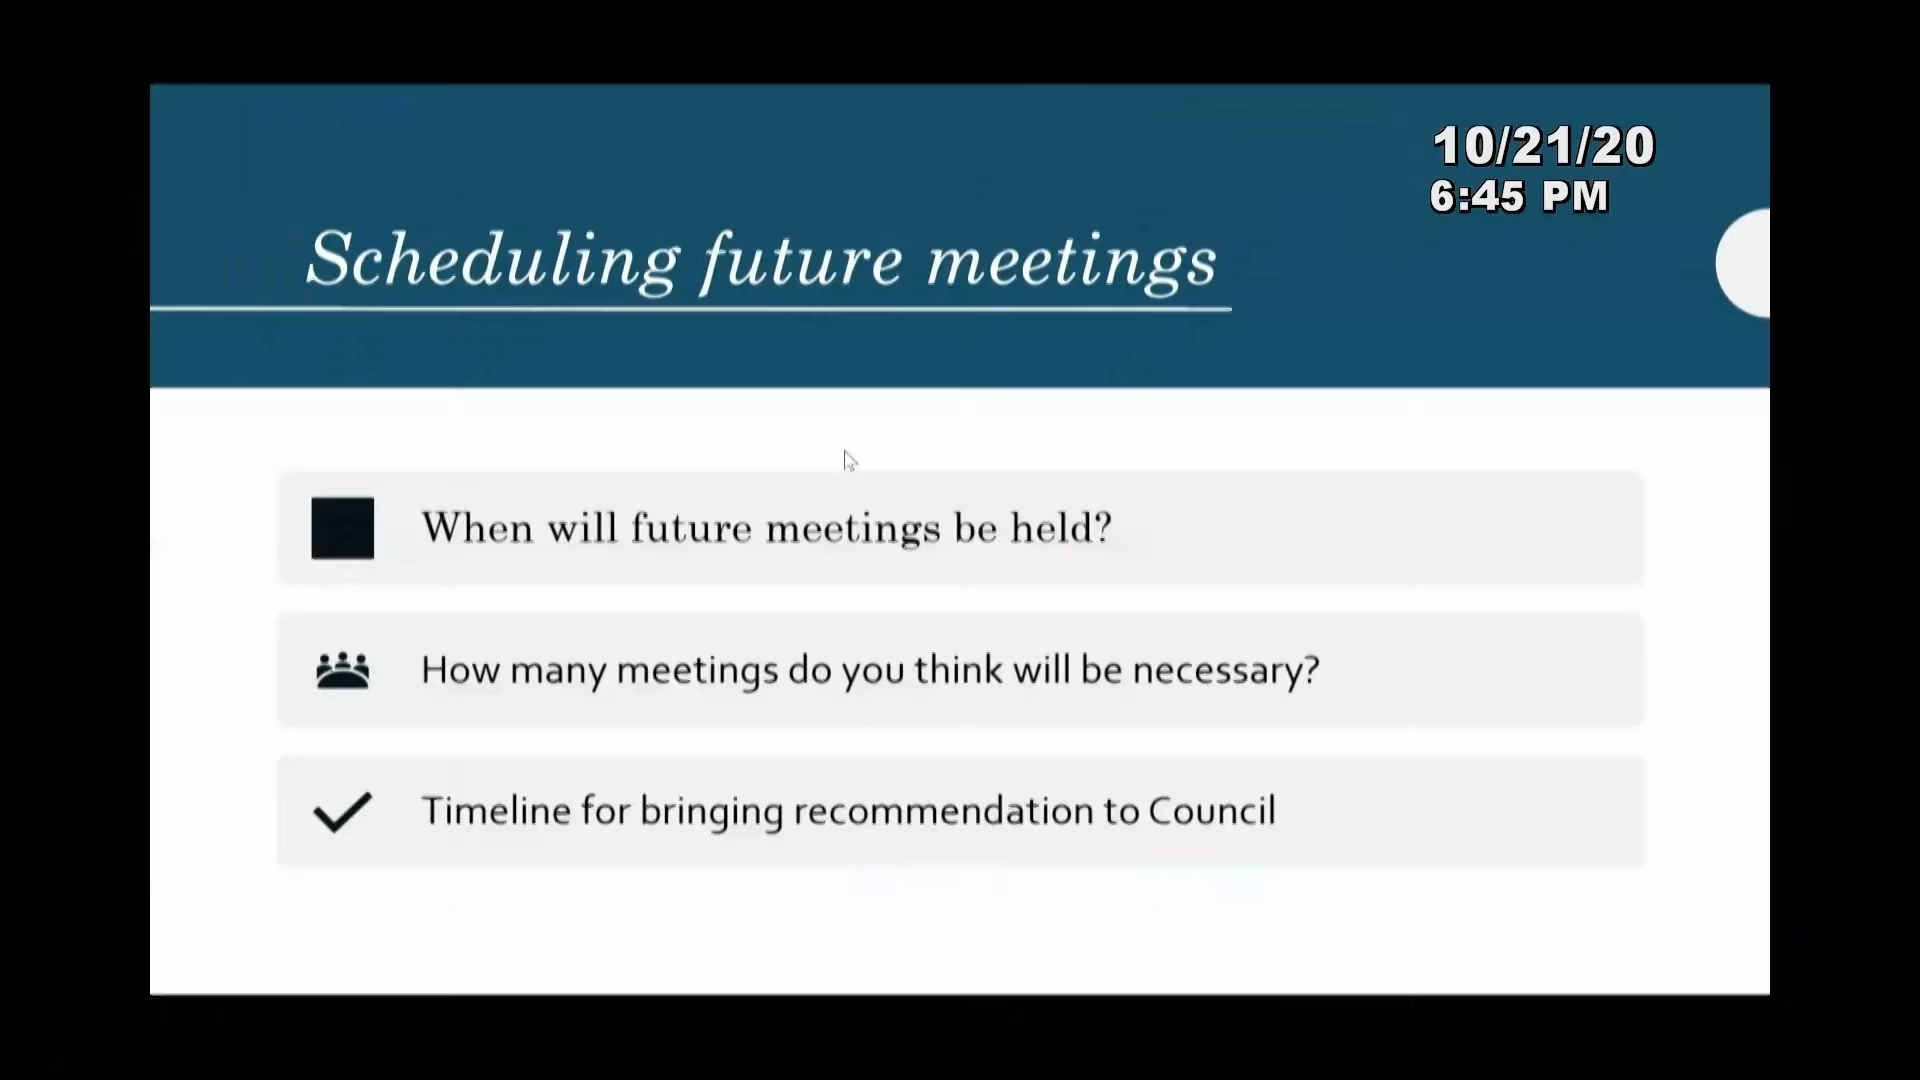 10/21/20
6:45 PM
Scheduling future meetings
When will future meetings be held?
How many meetings do you think will be necessary?
Timeline for bringing recommendation to Council